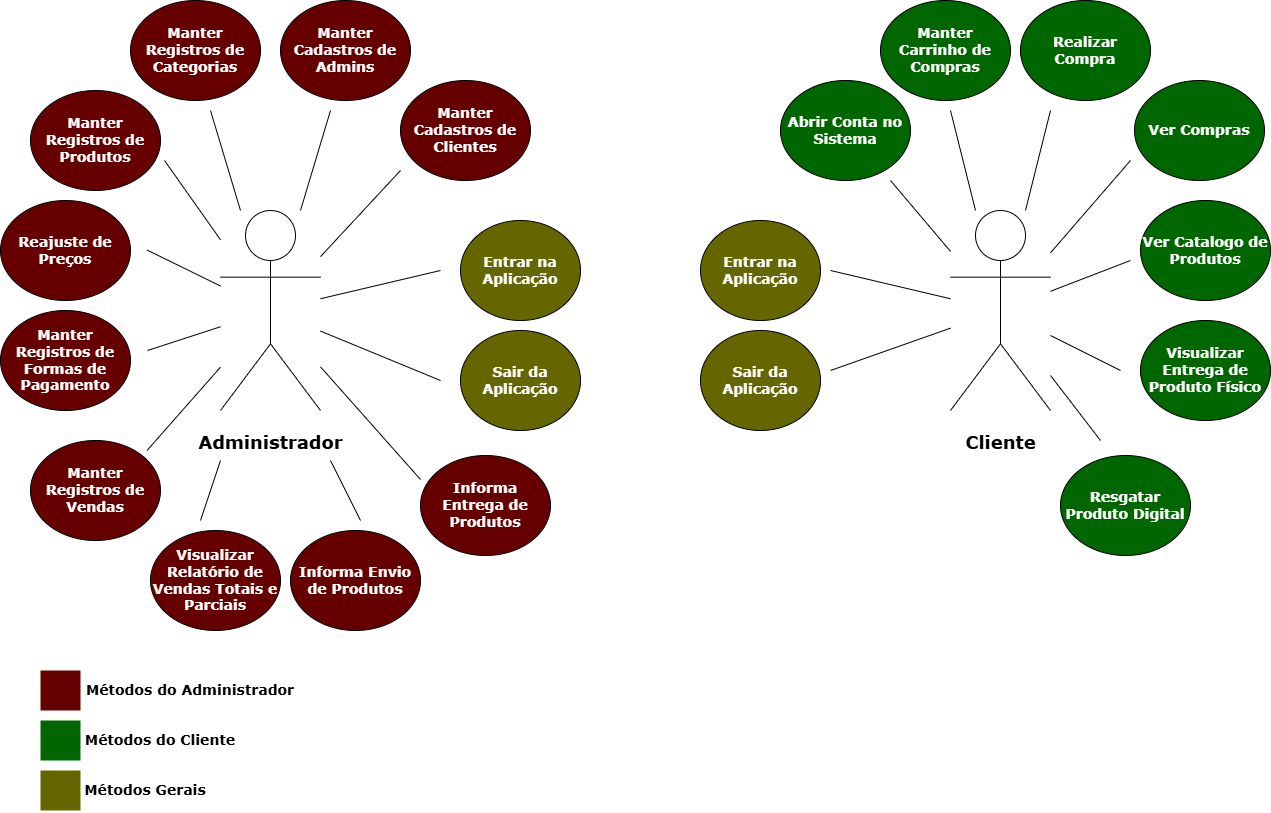 Manter
Registros de
Categorias
Manter
Cadastros de
Admins
Manter
Cadastros de
Clientes
Manter
Registros de
Produtos
Reajuste de
Preços
Manter
Registros de
Formas de
Pagamento
Manter
Registros de
Vendas
Visualizar
Relatório de
Vendas Totais e
Parciais
Informa Envio
de Produtos
Informa
Entrega de
Produtos
Entrar na
Aplicação
Sair da
Aplicação
Administrador
Manter
Carrinho de
Compras
Realizar
Compra
Abrir Conta no
Sistema
Ver Compras
Entrar na
Aplicação
Sair da
Aplicação
Ver Catalogo de
Produtos
Visualizar
Entrega de
Produto Físico
Resgatar
Produto Digital
Cliente
Métodos do Administrador
Métodos do Cliente
Métodos Gerais